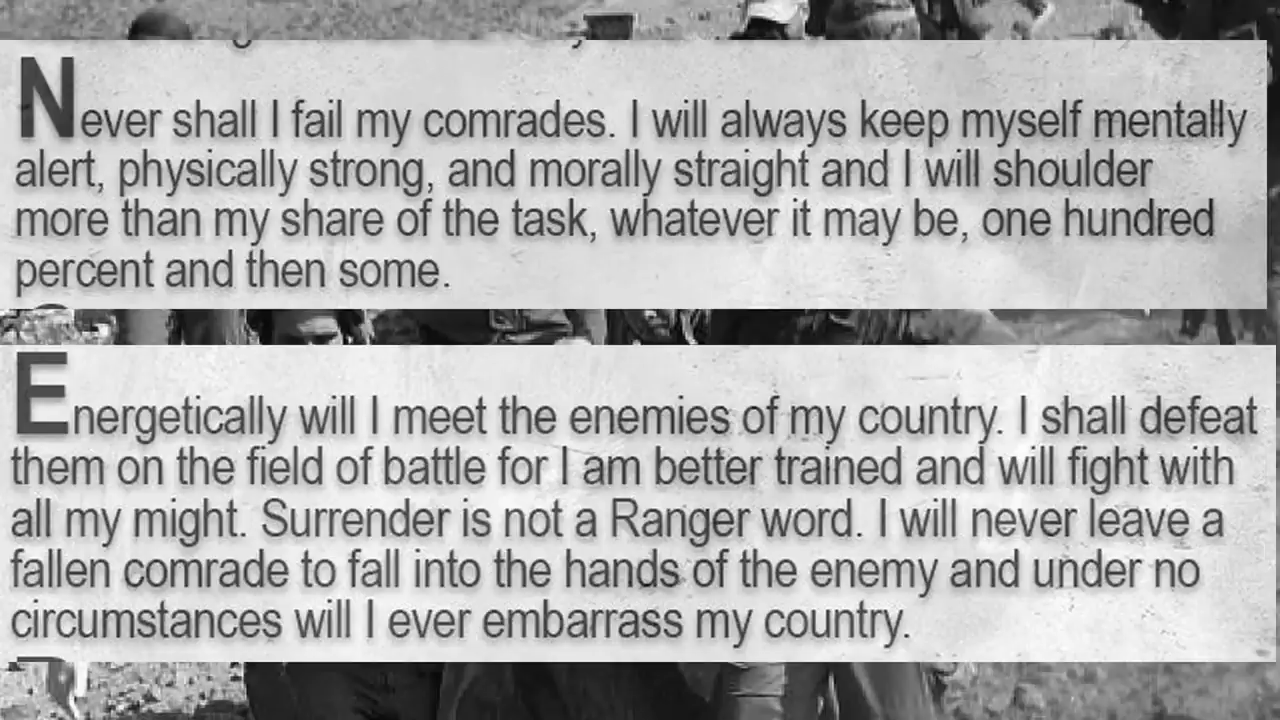 Never shall I fail my comrades. I will always keep myself mentally
alert, physically strong, and morally straight and I will shoulder
more than my share of the task, whatever it may be, one hundred
percent and then some.
Energetically will I meet the enemies of my country. I shall defeat
them on the field of battle for I am better trained and will fight with
all my might. Surrender is not a Ranger word. I will never leave a
fallen comrade to fall into the hands of the enemy and under no
circumstances will I ever embarrass my country.